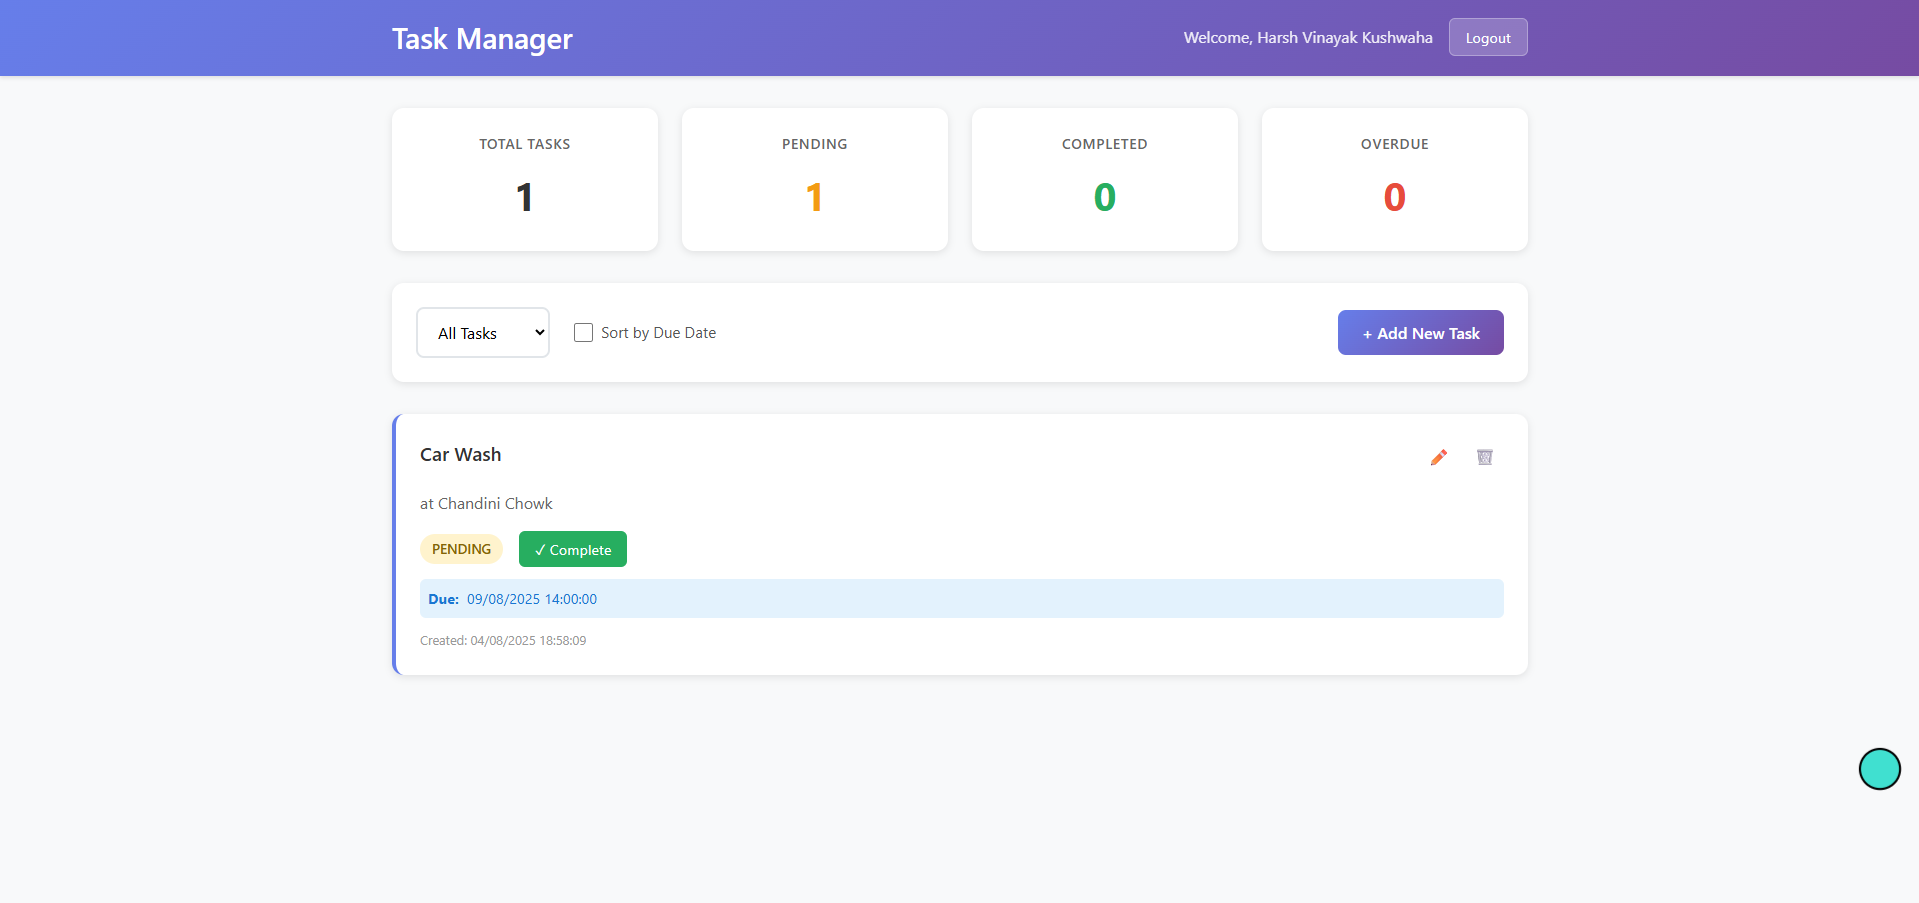 Task Manager
Welcome, Harsh Vinayak Kushwaha
Logout
TOTAL TASKS
1
PENDING
1
COMPLETED
0
OVERDUE
0
All Tasks
Sort by Due Date
+ Add New Task
Car Wash
at Chandini Chowk
PENDING
✓ Complete
Due: 09/08/2025 14:00:00
Created: 04/08/2025 18:58:09